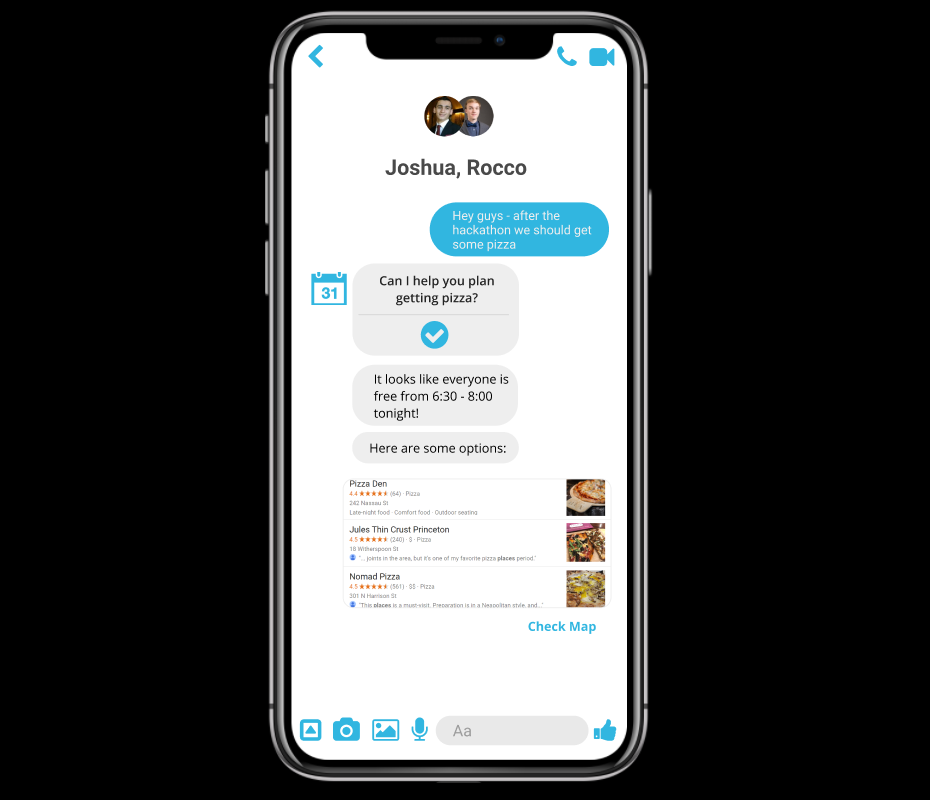 Joshua, Rocco
Hey guys - after the
hackathon we should get
some pizza
31
Can I help you plan
getting pizza?
It looks like everyone is
free from 6:30 - 8:00
tonight!
Here are some options:
Pizza Den
4.4 ★★★★★ (64) · Pizza
242 Nassau St
Late-night food · Comfort food · Outdoor seating
Jules Thin Crust Princeton
4.5 ★★★★★ (240) · $ · Pizza
18 Witherspoon St
"... joints in the area, but it's one of my favorite pizza places period."
Nomad Pizza
4.5 ★★★★★ (561) · $$ · Pizza
301 N Harrison St
"This places is a must-visit. Preparation is in a Neapolitan style, and..."
Check Map
Aa